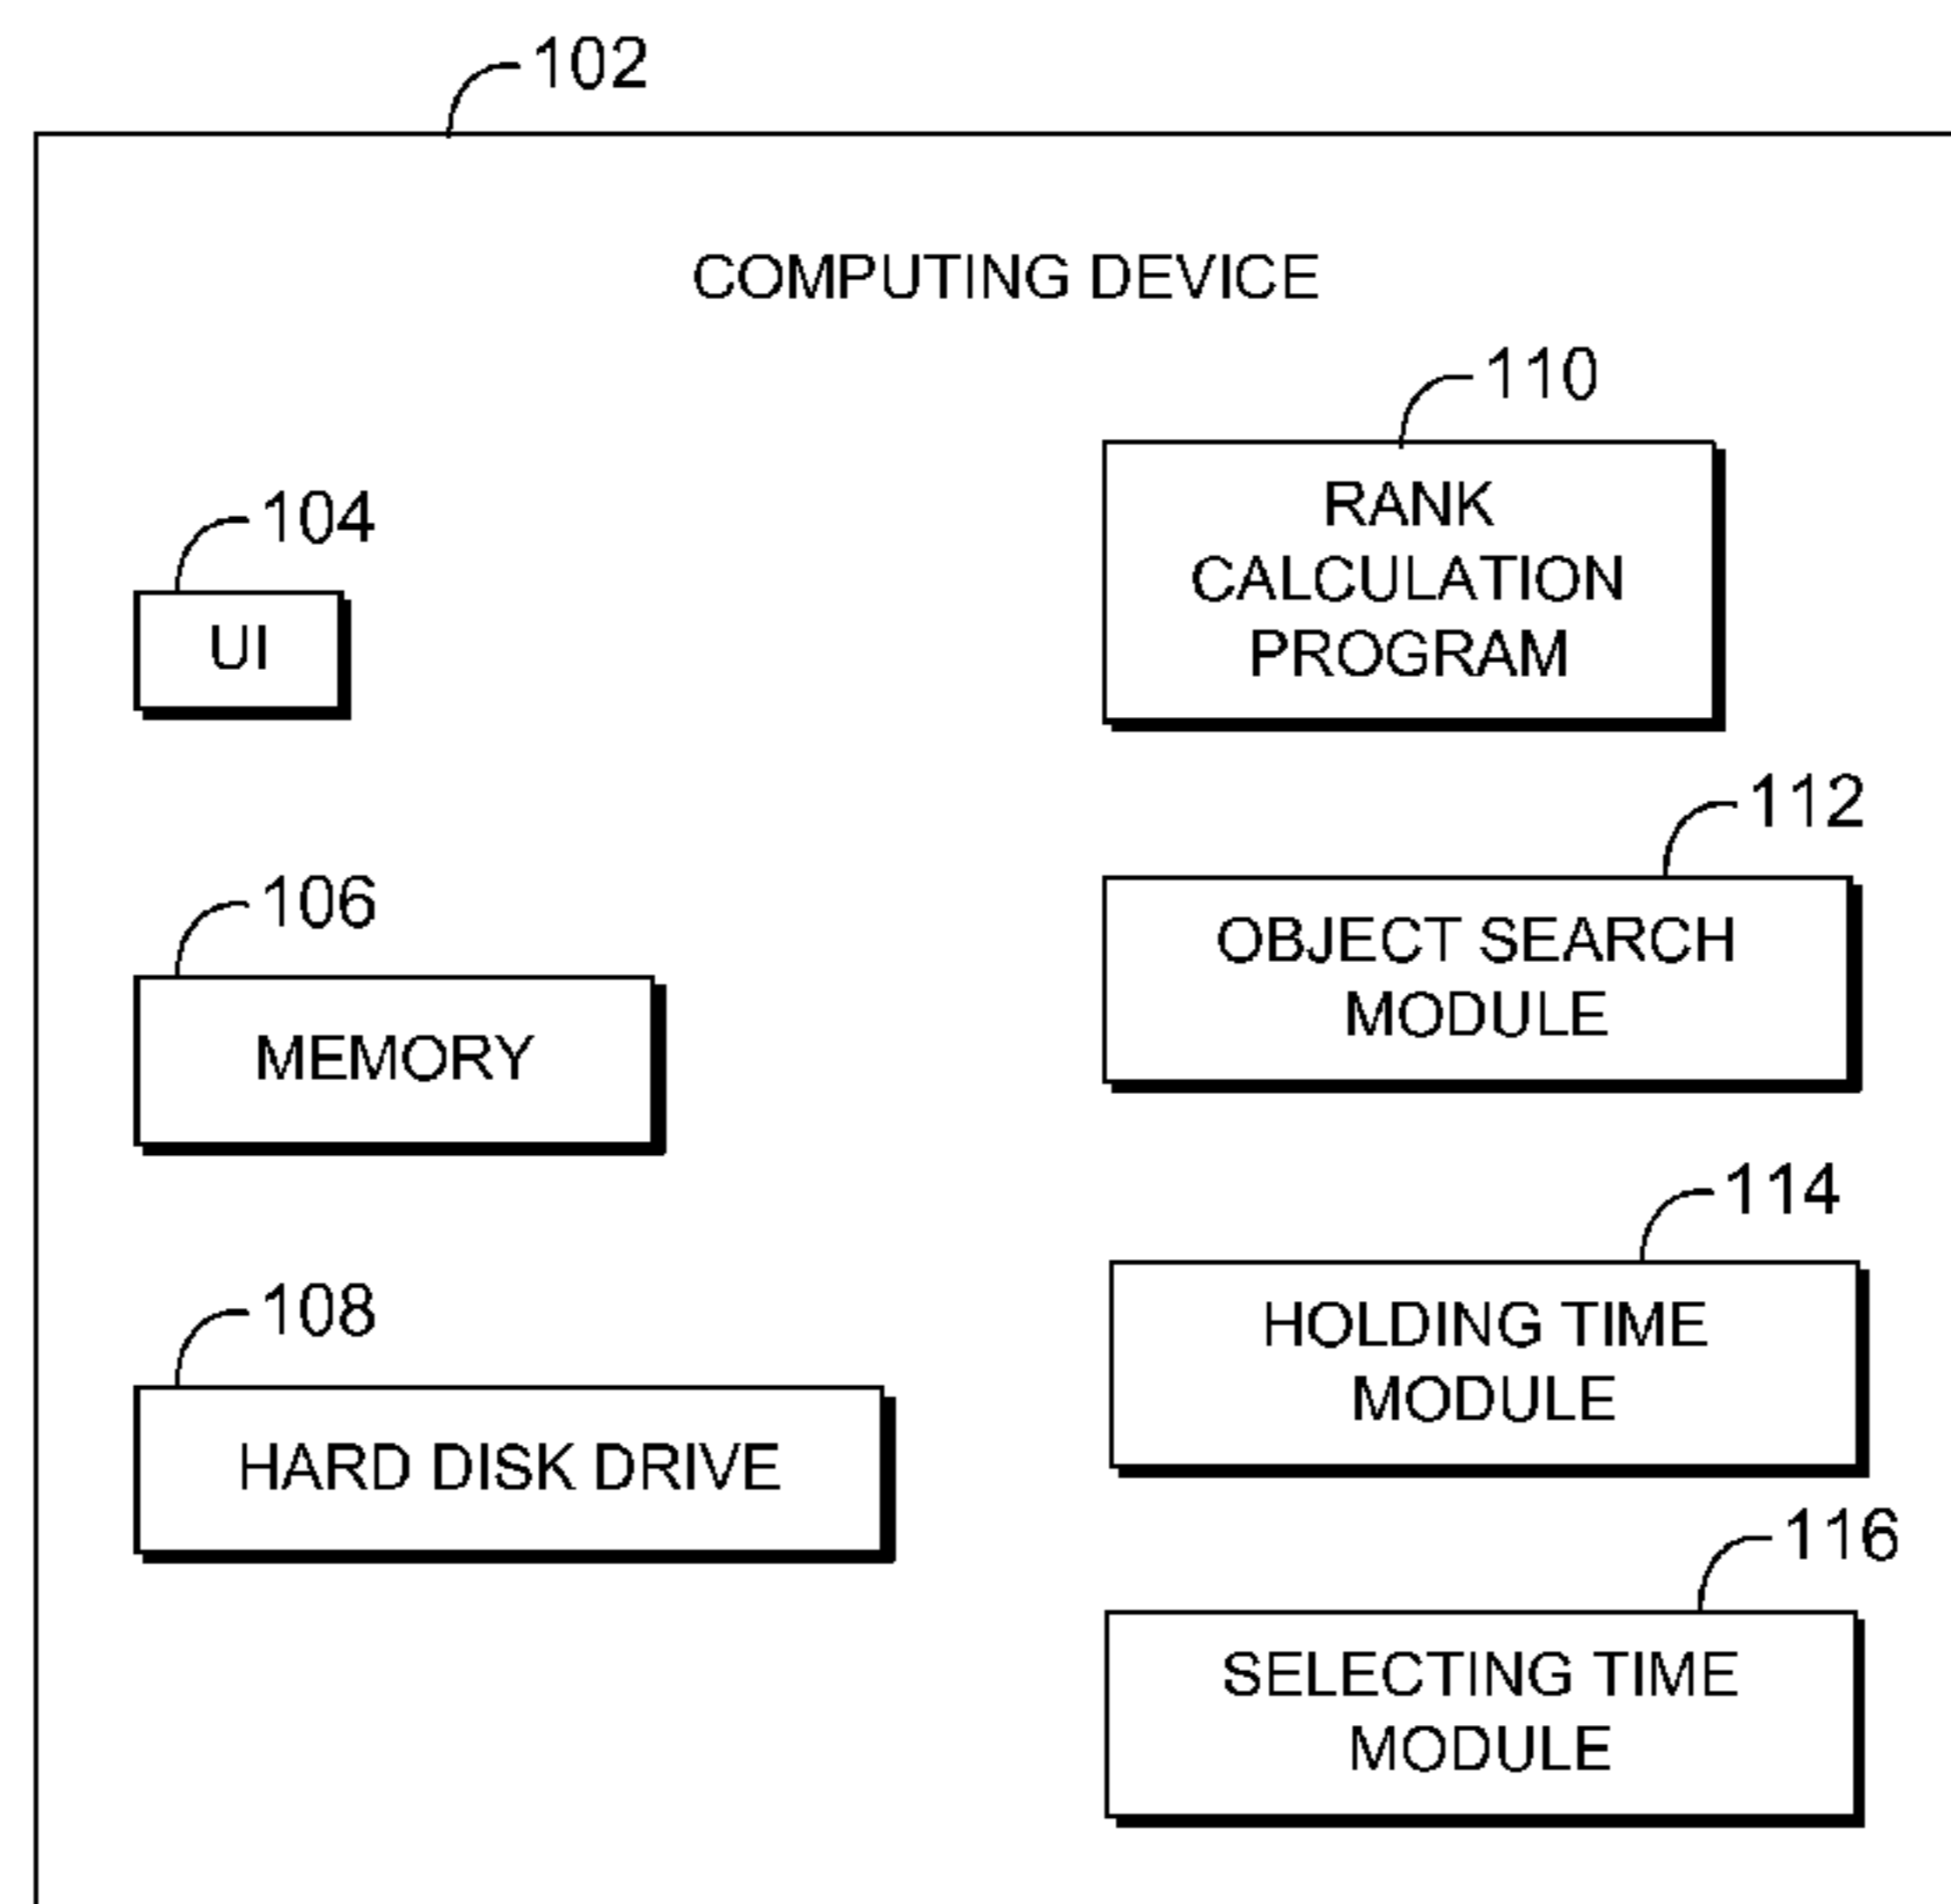 102
COMPUTING DEVICE
104
UI
106
MEMORY
108
HARD DISK DRIVE
110
RANK
CALCULATION
PROGRAM
112
OBJECT SEARCH
MODULE
114
HOLDING TIME
MODULE
116
SELECTING TIME
MODULE